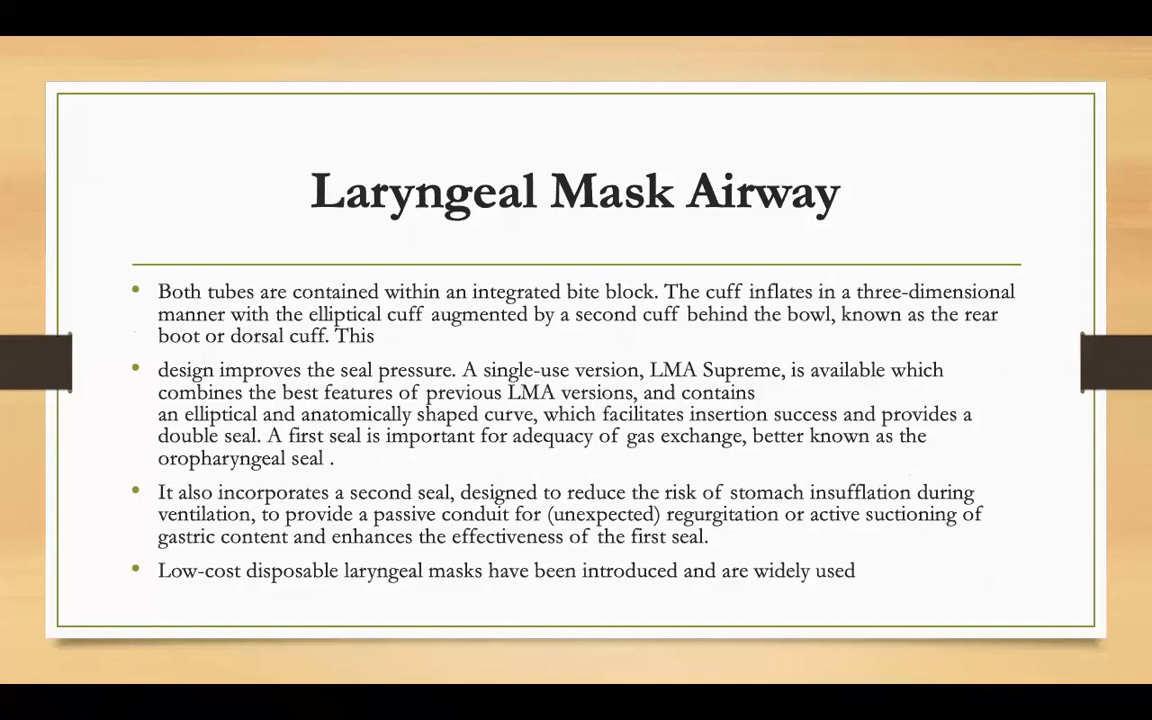 Laryngeal Mask Airway
• Both tubes are contained within an integrated bite block. The cuff inflates in a three-dimensional
manner with the elliptical cuff augmented by a second cuff behind the bowl, known as the rear
boot or dorsal cuff. This
• design improves the seal pressure. A single-use version, LMA Supreme, is available which
combines the best features of previous LMA versions, and contains
an elliptical and anatomically shaped curve, which facilitates insertion success and provides a
double seal. A first seal is important for adequacy of gas exchange, better known as the
oropharyngeal seal .
• It also incorporates a second seal, designed to reduce the risk of stomach insufflation during
ventilation, to provide a passive conduit for (unexpected) regurgitation or active suctioning of
gastric content and enhances the effectiveness of the first seal.
• Low-cost disposable laryngeal masks have been introduced and are widely used